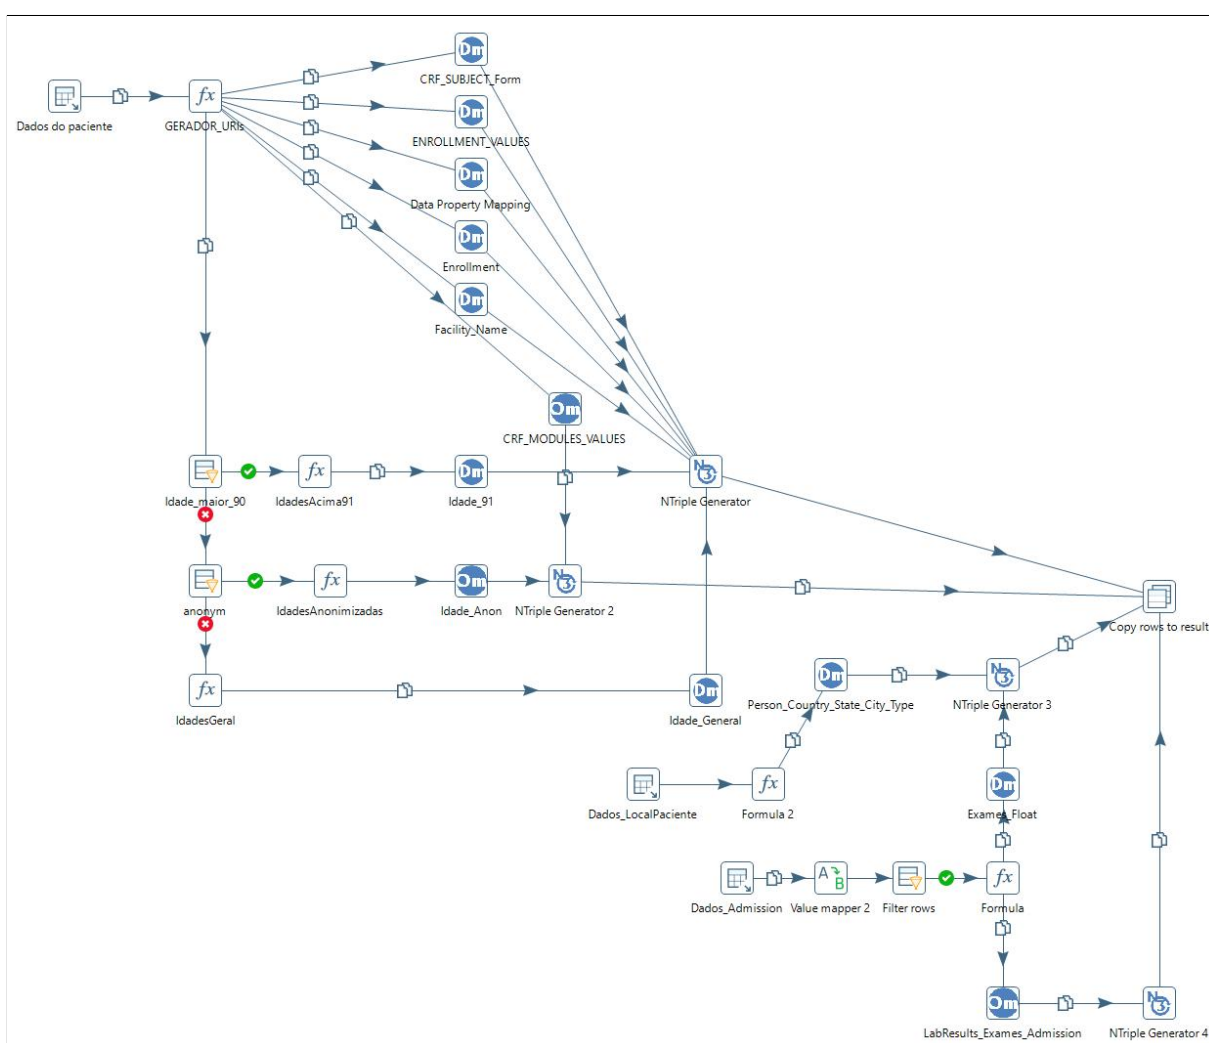 CRF_SUBJECT_Form
Dados do paciente
GERADOR_URIs
ENROLLMENT_VALUES
Data Property Mapping
Enrollment
Facility_Name
CRF_MODULES_VALUES
Idade_maior_90
IdadesAcima91
Idade_91
NTriple Generator
anonym
IdadesAnonimizadas
Idade_Anon
NTriple Generator 2
Copy rows to result
IdadesGeral
Idade_General
Person_Country_State_City_Type
NTriple Generator 3
Dados_LocalPaciente
Formula 2
Exames_Float
Dados_Admission
Value mapper 2
Filter rows
Formula
LabResults_Exames_Admission
NTriple Generator 4